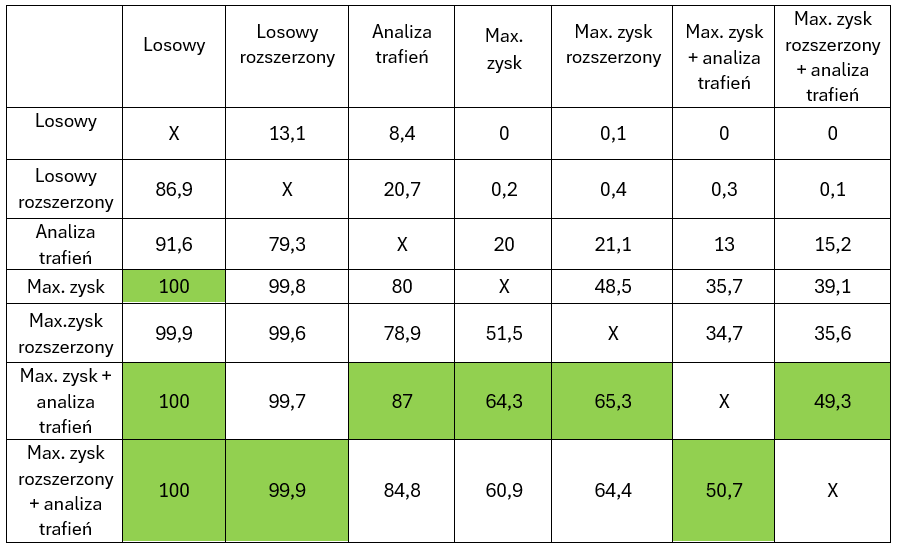 Losowy
Losowy
rozszerzony
Analiza
trafień
Max.
zysk
Max. zysk
rozszerzony
Max. zysk
+ analiza
trafień
Max. zysk
rozszerzony
+ analiza
trafień
Losowy
X 13,1 8,4 0 0,1 0 0
Losowy
rozszerzony
86,9 X 20,7 0,2 0,4 0,3 0,1
Analiza
trafień
91,6 79,3 X 20 21,1 13 15,2
Max. zysk 100 99,8 80 X 48,5 35,7 39,1
Max.zysk
rozszerzony
99,9 99,6 78,9 51,5 X 34,7 35,6
Max. zysk +
analiza
trafień
100 99,7 87 64,3 65,3 X 49,3
Max. zysk
rozszerzony
+ analiza
trafień
100 99,9 84,8 60,9 64,4 50,7 X